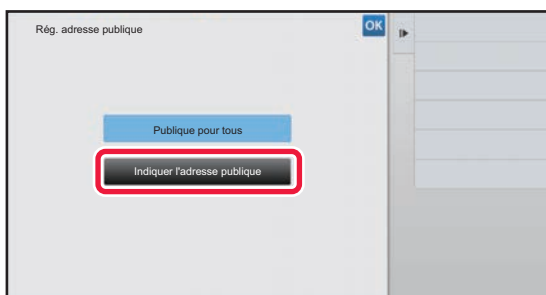 Rég. adresse publique
OK
Publique pour tous
Indiquer l'adresse publique